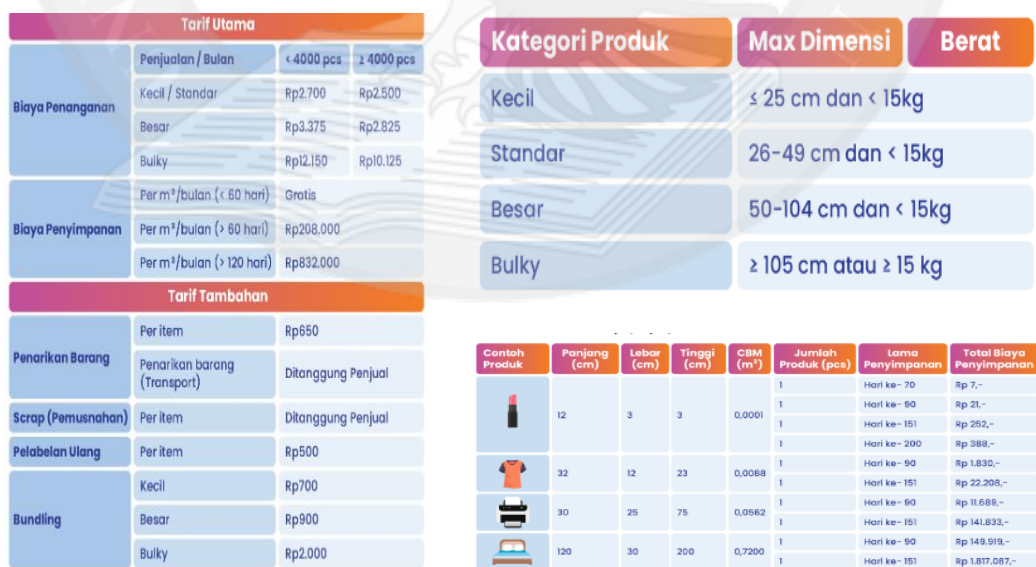 Tarif Utama
Biaya Penanganan
Penjualan / Bulan < 4000 pcs ≥ 4000 pcs
Kecil / Standar Rp2.700 Rp2.500
Besar Rp3.375 Rp2.825
Bulky Rp12.150 Rp10.125
Biaya Penyimpanan
Per m³/bulan (< 60 hari) Gratis
Per m³/bulan (> 60 hari) Rp208.000
Per m³/bulan (> 120 hari) Rp832.000
Tarif Tambahan
Penarikan Barang
Per item Rp650
Penarikan barang
(Transport) Ditanggung Penjual
Scrap (Pemusnahan) Per item Ditanggung Penjual
Pelabelan Ulang Per item Rp500
Bundling
Kecil Rp700
Besar Rp900
Bulky Rp2.000
Kategori Produk Max Dimensi Berat
Kecil ≤ 25 cm dan < 15kg
Standar 26-49 cm dan < 15kg
Besar 50-104 cm dan < 15kg
Bulky ≥ 105 cm atau ≥ 15 kg
Contoh Produk Panjang (cm) Lebar (cm) Tinggi (cm) CBM (m³) Jumlah Produk (pcs) Lama Penyimpanan Total Biaya Penyimpanan
12 3 3 0,0001
1 Hari ke- 70 Rp 7,-
1 Hari ke- 90 Rp 21,-
1 Hari ke- 151 Rp 252,-
1 Hari ke- 200 Rp 388,-
32 12 23 0,0088
1 Hari ke- 90 Rp 1.830,-
1 Hari ke- 151 Rp 22.208,-
30 25 75 0,0562
1 Hari ke- 90 Rp 11.689,-
1 Hari ke- 151 Rp 141.833,-
120 30 200 0,7200
1 Hari ke- 90 Rp 149.919,-
1 Hari ke- 151 Rp 1.817.087,-